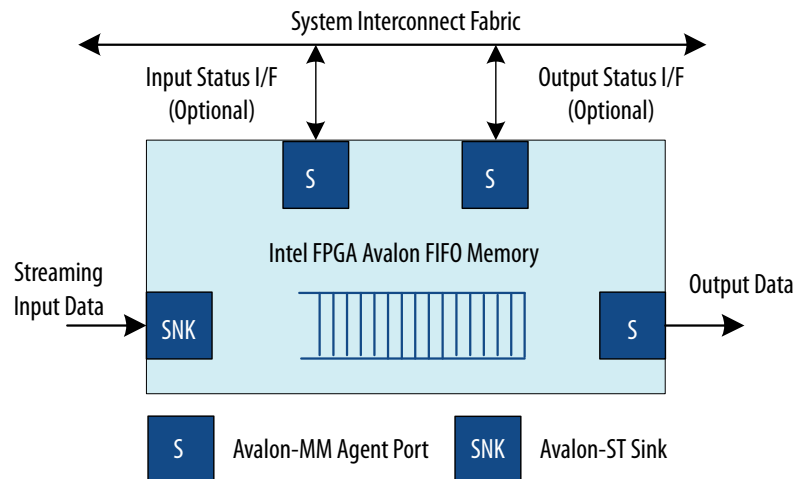 System Interconnect Fabric
Input Status I/F
(Optional)
Output Status I/F
(Optional)
S
S
Intel FPGA Avalon FIFO Memory
Streaming
Input Data
Output Data
SNK
S
S
Avalon-MM Agent Port
SNK
Avalon-ST Sink